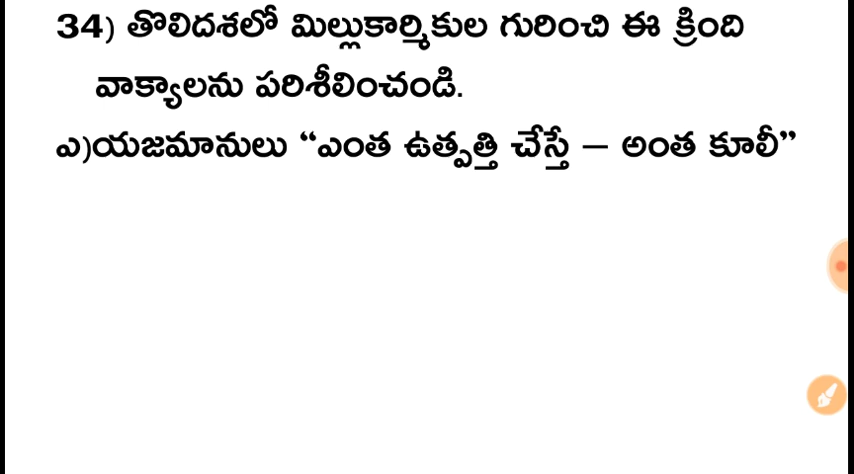 34) తొలిదశలో మిల్లుకార్మికుల గురించి ఈ క్రింది
వాక్యాలను పరిశీలించండి.
ఎ)యజమానులు “ఎంత ఉత్పత్తి చేస్తే – అంత కూలీ”